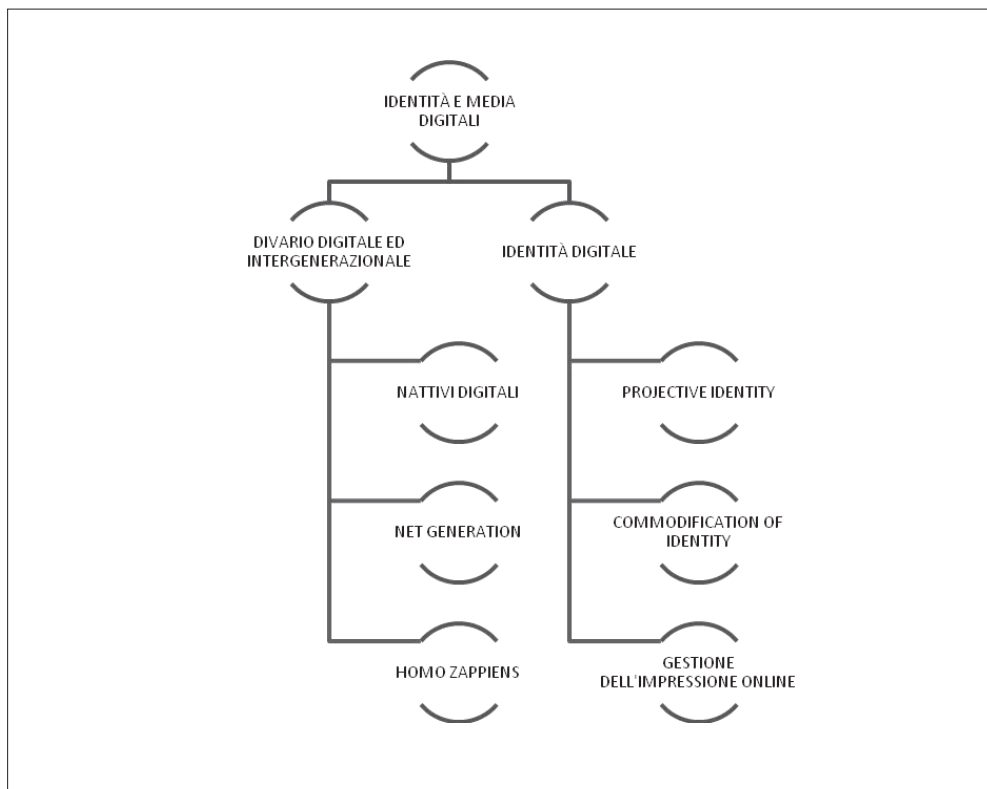 IDENTITÀ E MEDIA
DIGITALI
DIVARIO DIGITALE ED
INTERGENERAZIONALE
IDENTITÀ DIGITALE
NATTIVI DIGITALI
PROJECTIVE IDENTITY
NET GENERATION
COMMODIFICATION OF
IDENTITY
HOMO ZAPPIENS
GESTIONE
DELL'IMPRESSIONE ONLINE